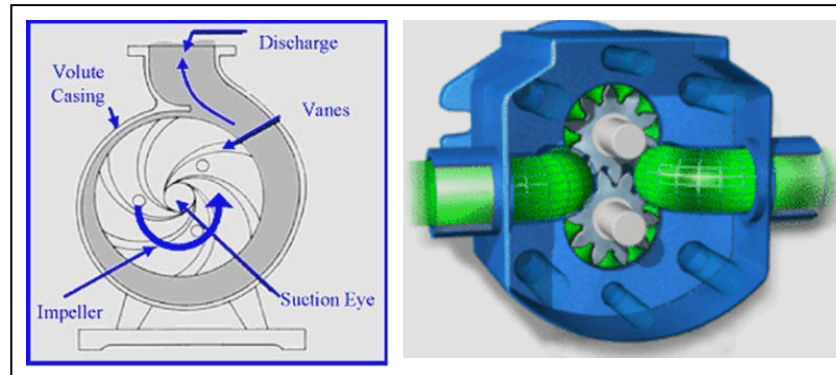 Discharge
Volute
Casing
Vanes
Impeller
Suction Eye